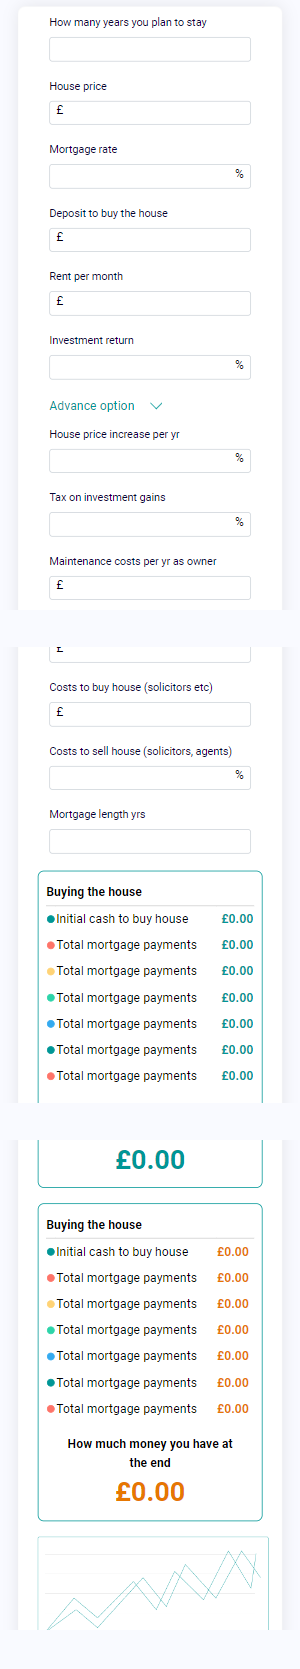 How many years you plan to stay
House price
£
Mortgage rate
%
Deposit to buy the house
£
Rent per month
£
Investment return
%
Advance option
House price increase per yr
%
Tax on investment gains
%
Maintenance costs per yr as owner
£
£
Costs to buy house (solicitors etc)
£
Costs to sell house (solicitors, agents)
%
Mortgage length yrs
Buying the house
Initial cash to buy house £0.00
Total mortgage payments £0.00
Total mortgage payments £0.00
Total mortgage payments £0.00
Total mortgage payments £0.00
Total mortgage payments £0.00
Total mortgage payments £0.00
£0.00
Buying the house
Initial cash to buy house £0.00
Total mortgage payments £0.00
Total mortgage payments £0.00
Total mortgage payments £0.00
Total mortgage payments £0.00
Total mortgage payments £0.00
Total mortgage payments £0.00
How much money you have at
the end
£0.00